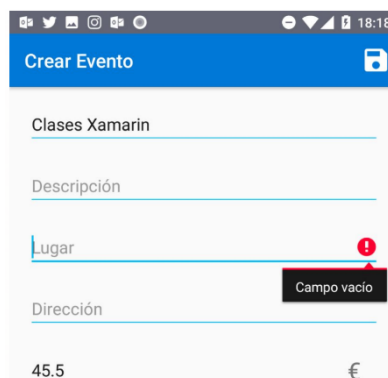 18:18
Crear Evento
Clases Xamarin
Descripción
Lugar
Campo vacío
Dirección
45.5 €